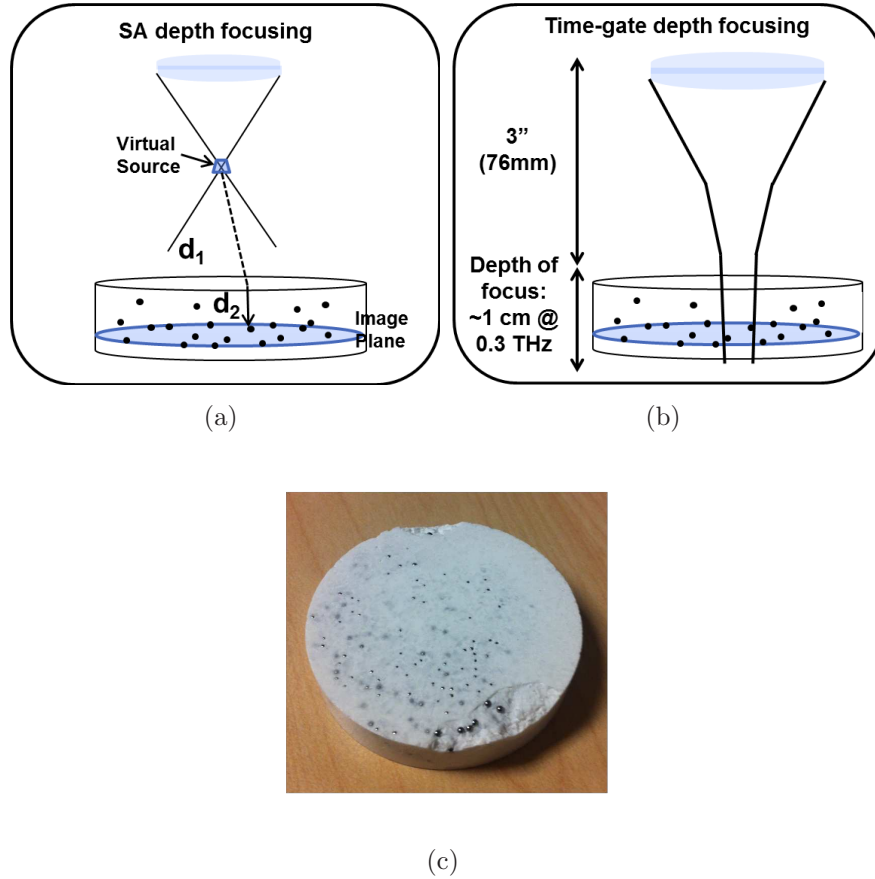 SA depth focusing
Virtual
Source
d₁
d₂
Image
Plane
(a)
Time-gate depth focusing
3”
(76mm)
Depth of
focus:
~1 cm @
0.3 THz
(b)
(c)